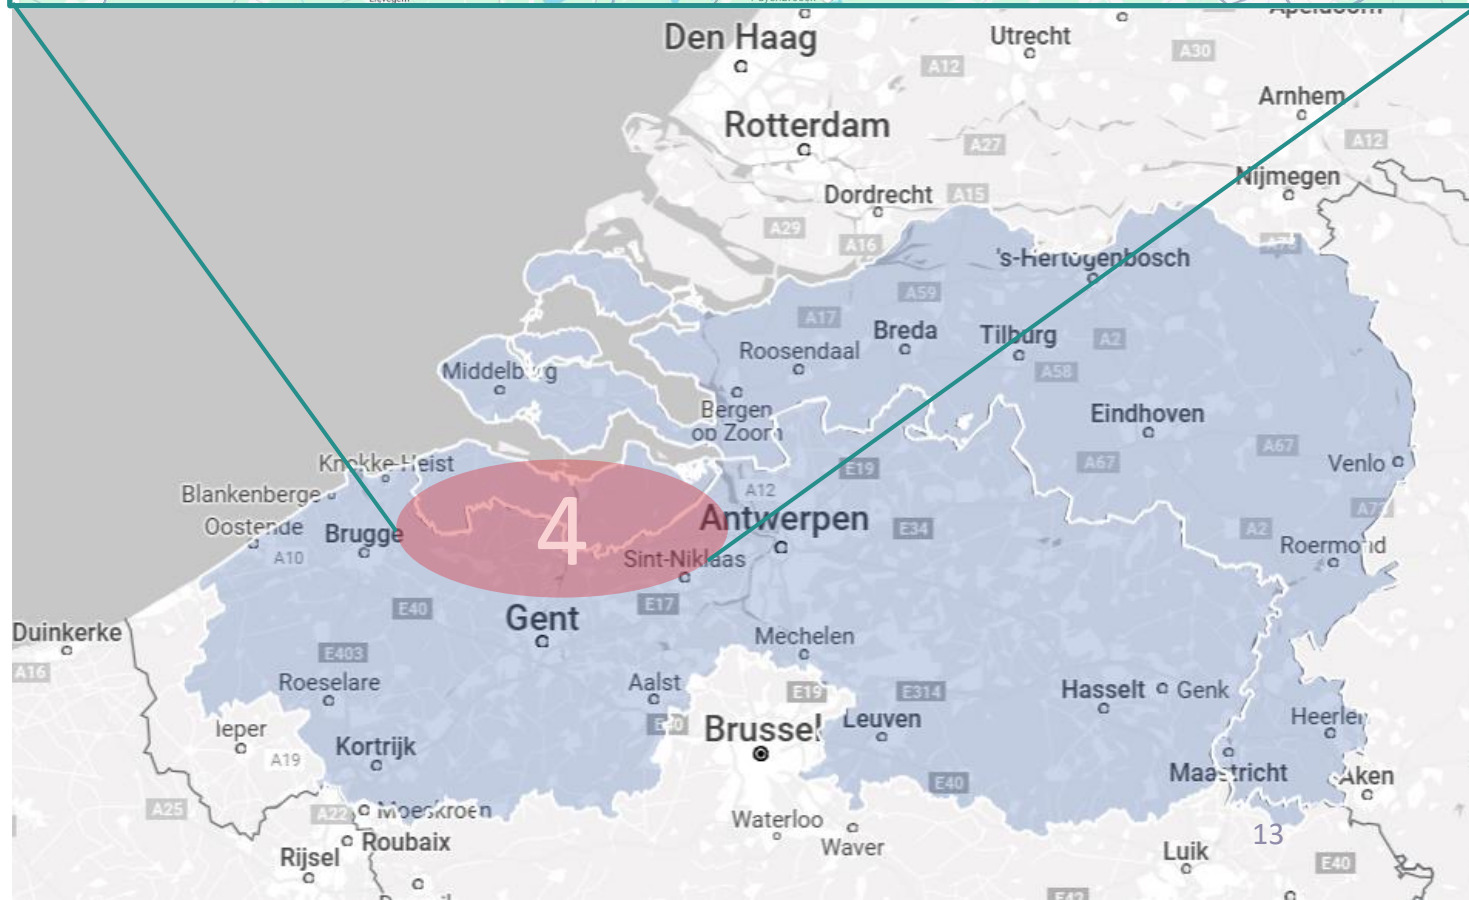 Den Haag
Utrecht
A30
A12
Arnhem
Rotterdam
A27
A12
Nijmegen
Dordrecht
A15
A29
A16
's-Hertogenbosch
A59
A17
Breda
Tilburg
A2
Roosendaal
A58
Middelburg
Bergen
op Zoom
Eindhoven
A67
Knokke-Heist
E19
A67
Venlo
Blankenberge
A12
4
Antwerpen
Oostende
Brugge
E34
A2
A10
Sint-Niklaas
Roermond
E40
E17
Gent
Duinkerke
Mechelen
E403
A16
Roeselare
Aalst
E19
E314
Hasselt
Genk
Ieper
E40
Brussel
Leuven
Heerlen
Kortrijk
A19
Maastricht
Aken
E40
A25
A22
Moeskroen
Waterloo
13
Roubaix
Waver
Rijsel
Luik
E40